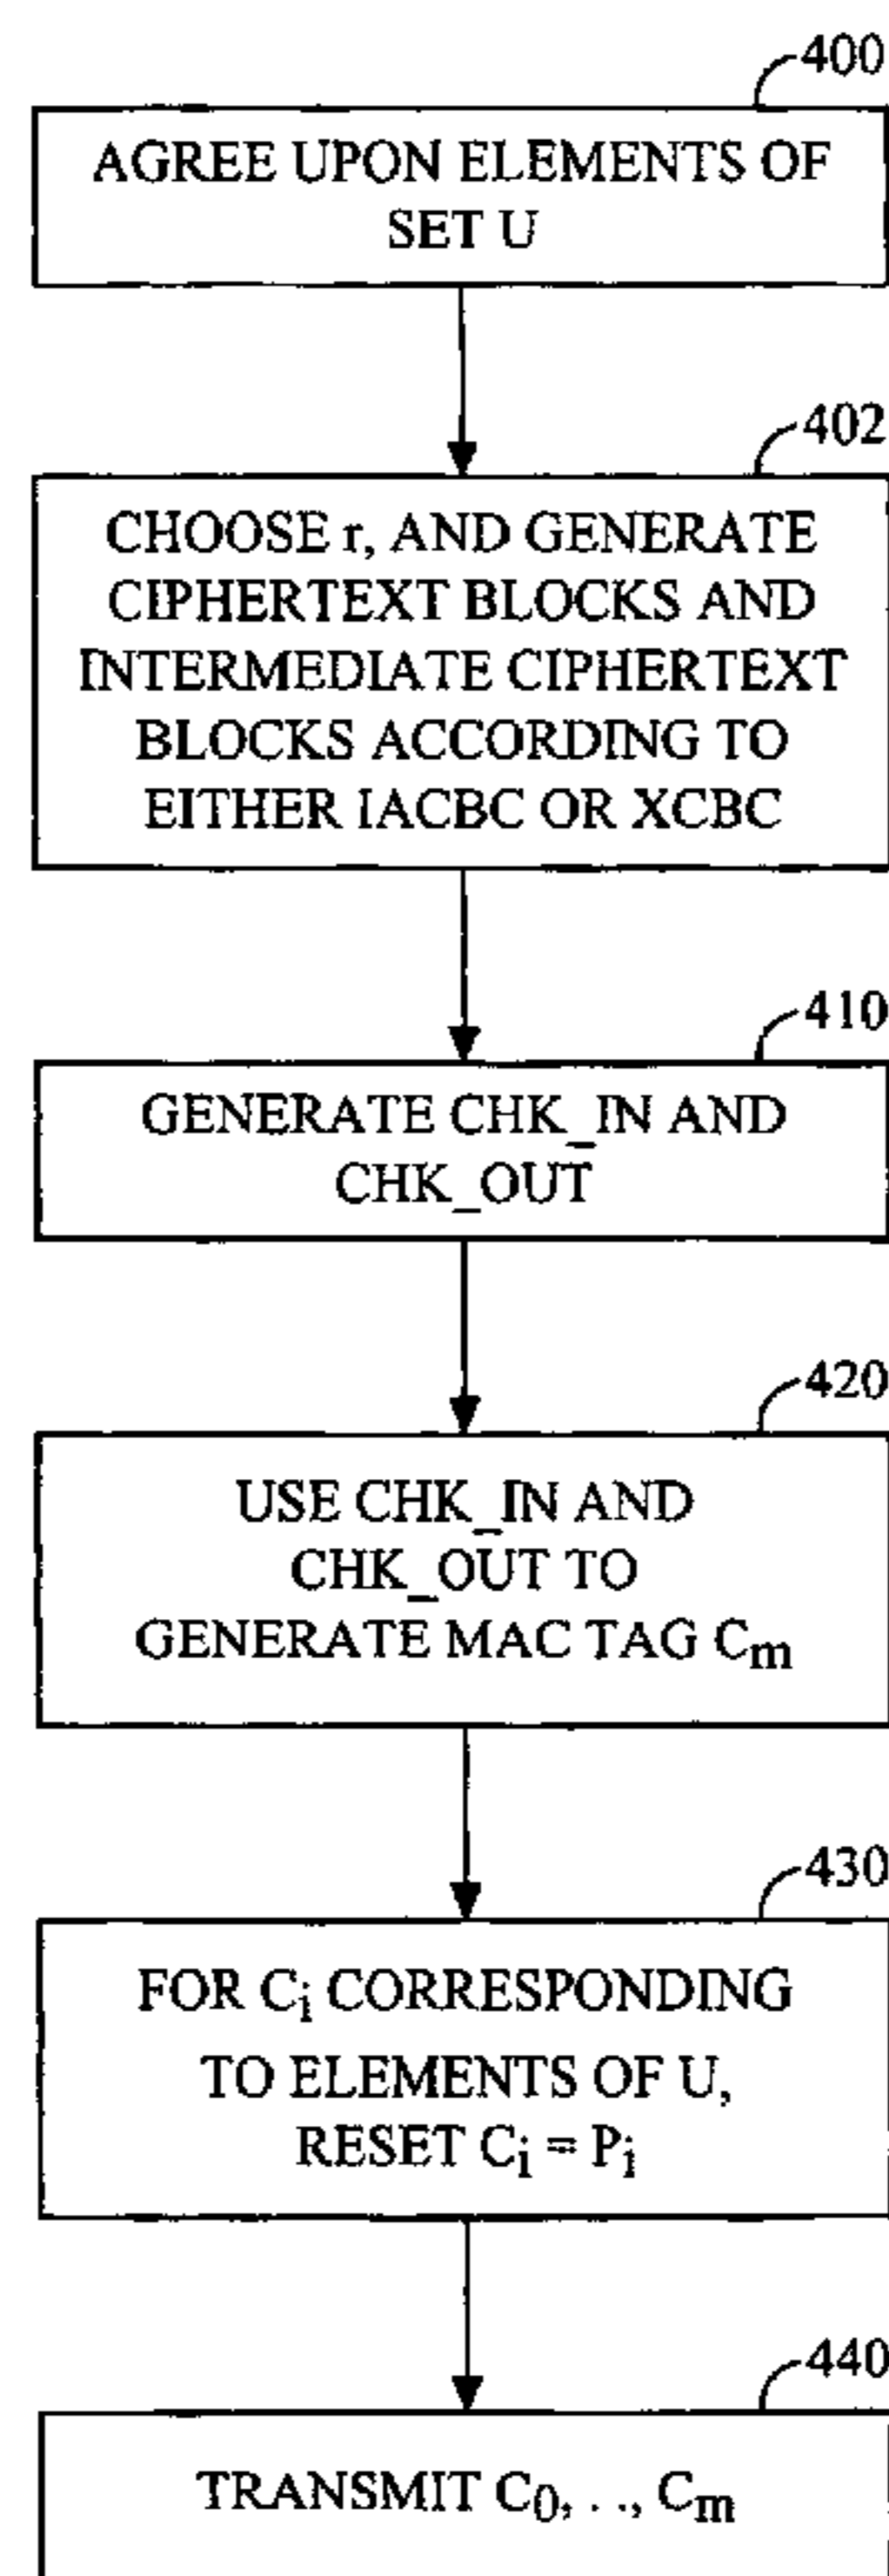 400
AGREE UPON ELEMENTS OF
SET U
402
CHOOSE r, AND GENERATE
CIPHERTEXT BLOCKS AND
INTERMEDIATE CIPHERTEXT
BLOCKS ACCORDING TO
EITHER IACBC OR XCBC
410
GENERATE CHK_IN AND
CHK_OUT
420
USE CHK_IN AND
CHK_OUT TO
GENERATE MAC TAG Cm
430
FOR Ci CORRESPONDING
TO ELEMENTS OF U,
RESET Ci = Pi
440
TRANSMIT C0, . ., Cm